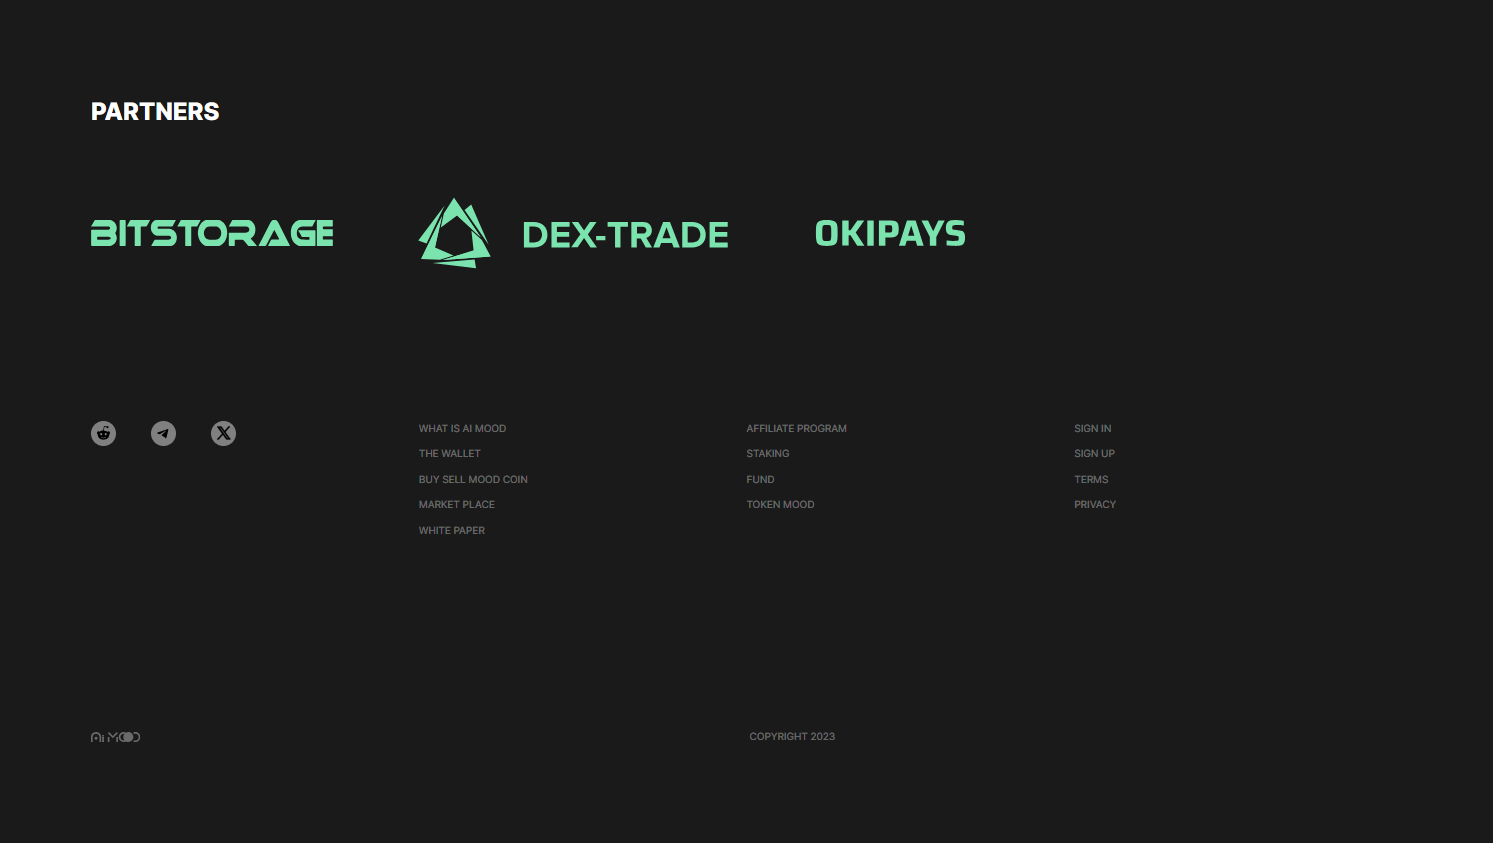 PARTNERS
BITSTORAGE
DEX-TRADE
OKIPAYS
WHAT IS AI MOOD
THE WALLET
BUY SELL MOOD COIN
MARKET PLACE
WHITE PAPER
AFFILIATE PROGRAM
STAKING
FUND
TOKEN MOOD
SIGN IN
SIGN UP
TERMS
PRIVACY
Ai MOOD
COPYRIGHT 2023